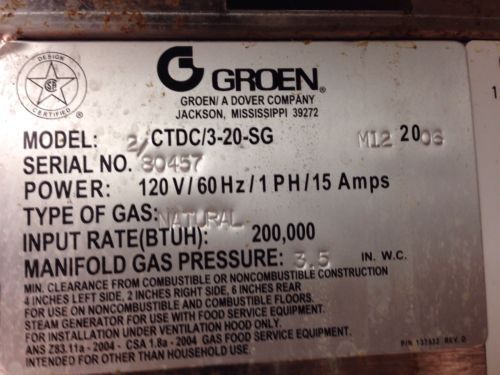 DESIGN
CERTIFIED
GROEN®
GROEN/ A DOVER COMPANY
JACKSON, MISSISSIPPI 39272
MODEL: 2/CTDC/3-20-SG M12 2006
SERIAL NO. 80457
POWER: 120 V/ 60 Hz/ 1 PH/ 15 Amps
TYPE OF GAS: NATURAL
INPUT RATE(BTUH): 200,000
MANIFOLD GAS PRESSURE: 3.5 IN. W.C.
MIN. CLEARANCE FROM COMBUSTIBLE OR NONCOMBUSTIBLE CONSTRUCTION
4 INCHES LEFT SIDE, 2 INCHES RIGHT SIDE, 6 INCHES REAR
FOR USE ON NONCOMBUSTIBLE AND COMBUSTIBLE FLOORS.
STEAM GENERATOR FOR USE WITH FOOD SERVICE EQUIPMENT.
FOR INSTALLATION UNDER VENTILATION HOOD ONLY.
ANS Z83.11a - 2004 - CSA 1.8a - 2004 GAS FOOD SERVICE EQUIPMENT.
INTENDED FOR OTHER THAN HOUSEHOLD USE.
P/N REV. D
1